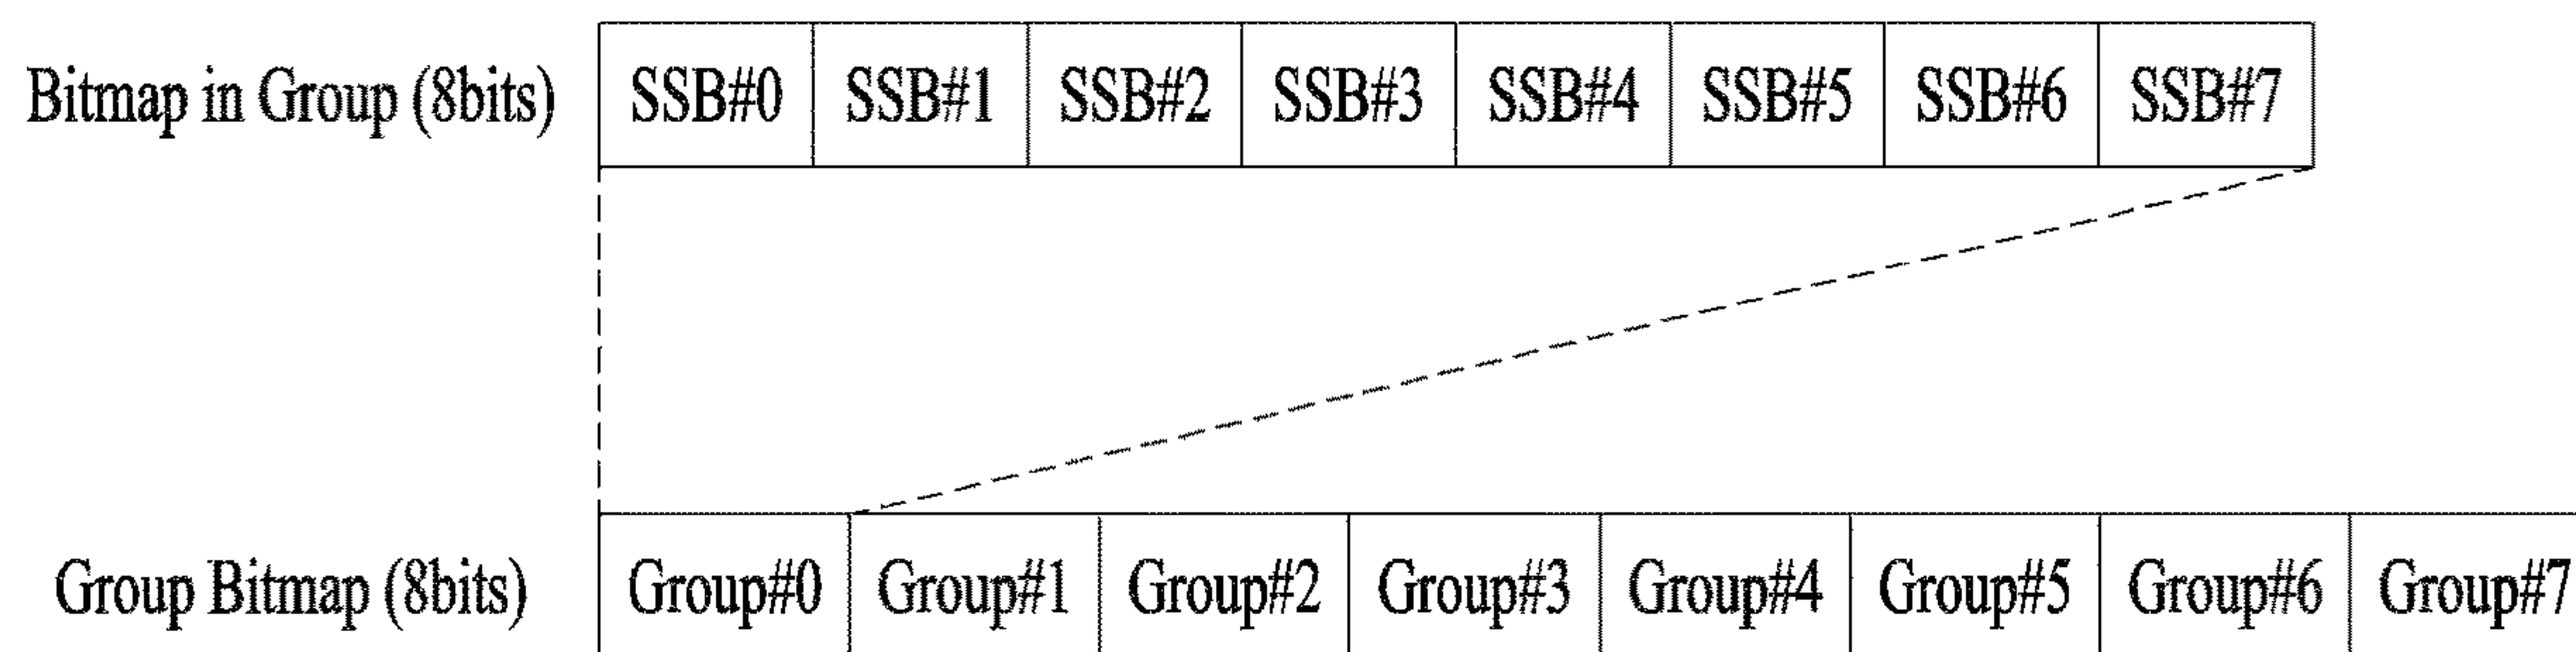 Bitmap in Group (8bits) SSB#0 SSB#1 SSB#2 SSB#3 SSB#4 SSB#5 SSB#6 SSB#7
Group Bitmap (8bits) Group#0 Group#1 Group#2 Group#3 Group#4 Group#5 Group#6 Group#7